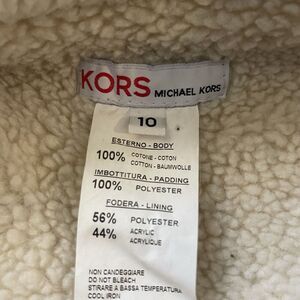 KORS MICHAEL KORS
10
ESTERNO - BODY
100% COTONE - COTON
COTTON - BAUMWOLLE
IMBOTTITURA - PADDING
100% POLYESTER
FODERA - LINING
56% POLYESTER
44% ACRYLIC
ACRYLIQUE
NON CANDEGGIARE
DO NOT BLEACH
STIRARE A BASSA TEMPERATURA
COOL IRON